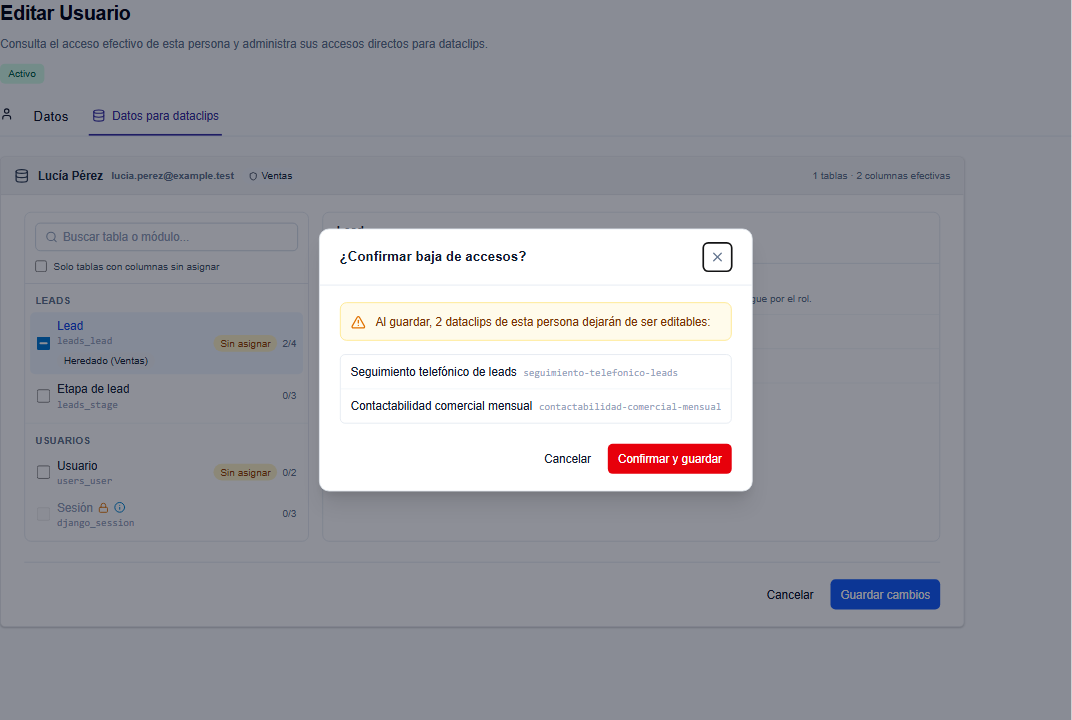 Editar Usuario
Consulta el acceso efectivo de esta persona y administra sus accesos directos para dataclips.
Activo
Datos
Datos para dataclips
Lucía Pérez lucia.perez@example.test Ventas
1 tablas · 2 columnas efectivas
Buscar tabla o módulo...
Solo tablas con columnas sin asignar
LEADS
Lead
leads_lead
Sin asignar 2/4
Heredado (Ventas)
Etapa de lead
leads_stage
0/3
USUARIOS
Usuario
users_user
Sin asignar 0/2
Sesión
django_session
0/3
por el rol.
¿Confirmar baja de accesos?
Al guardar, 2 dataclips de esta persona dejarán de ser editables:
Seguimiento telefónico de leads seguimiento-telefonico-leads
Contactabilidad comercial mensual contactabilidad-comercial-mensual
Cancelar
Confirmar y guardar
Cancelar
Guardar cambios